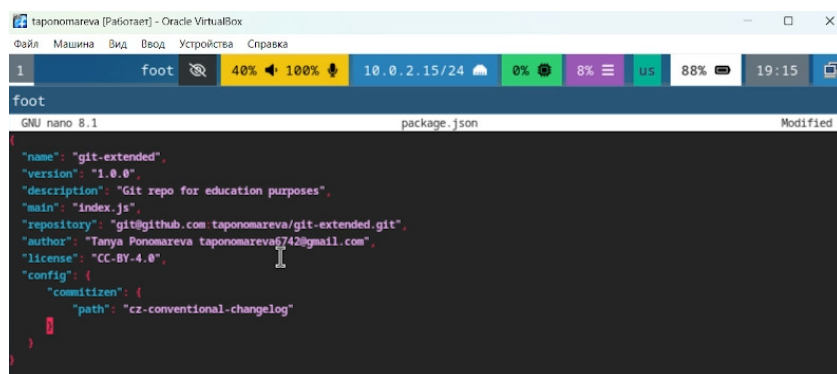 taponomareva [Работает] - Oracle VirtualBox
Файл Машина Вид Ввод Устройства Справка
1 foot 40% 100% 10.0.2.15/24 0% 8% us 88% 19:15
foot
GNU nano 8.1 package.json Modified
{
"name": "git-extended",
"version": "1.0.0",
"description": "Git repo for education purposes",
"main": "index.js",
"repository": "git@github.com:taponomareva/git-extended.git",
"author": "Tanya Ponomareva taponomareva6742@gmail.com",
"license": "CC-BY-4.0",
"config": {
"commitizen": {
"path": "cz-conventional-changelog"
}
}
}